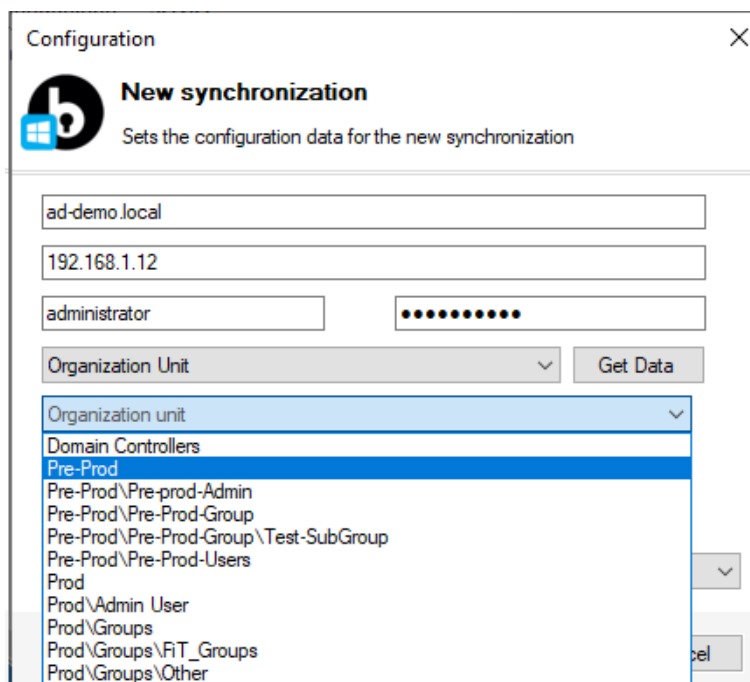 Configuration
New synchronization
Sets the configuration data for the new synchronization
ad-demo.local
192.168.1.12
administrator ●●●●●●●●●●
Organization Unit Get Data
Organization unit
Domain Controllers
Pre-Prod
Pre-Prod\Pre-prod-Admin
Pre-Prod\Pre-Prod-Group
Pre-Prod\Pre-Prod-Group\Test-SubGroup
Pre-Prod\Pre-Prod-Users
Prod
Prod\Admin User
Prod\Groups
Prod\Groups\FiT_Groups
cel
Prod\Groups\Other